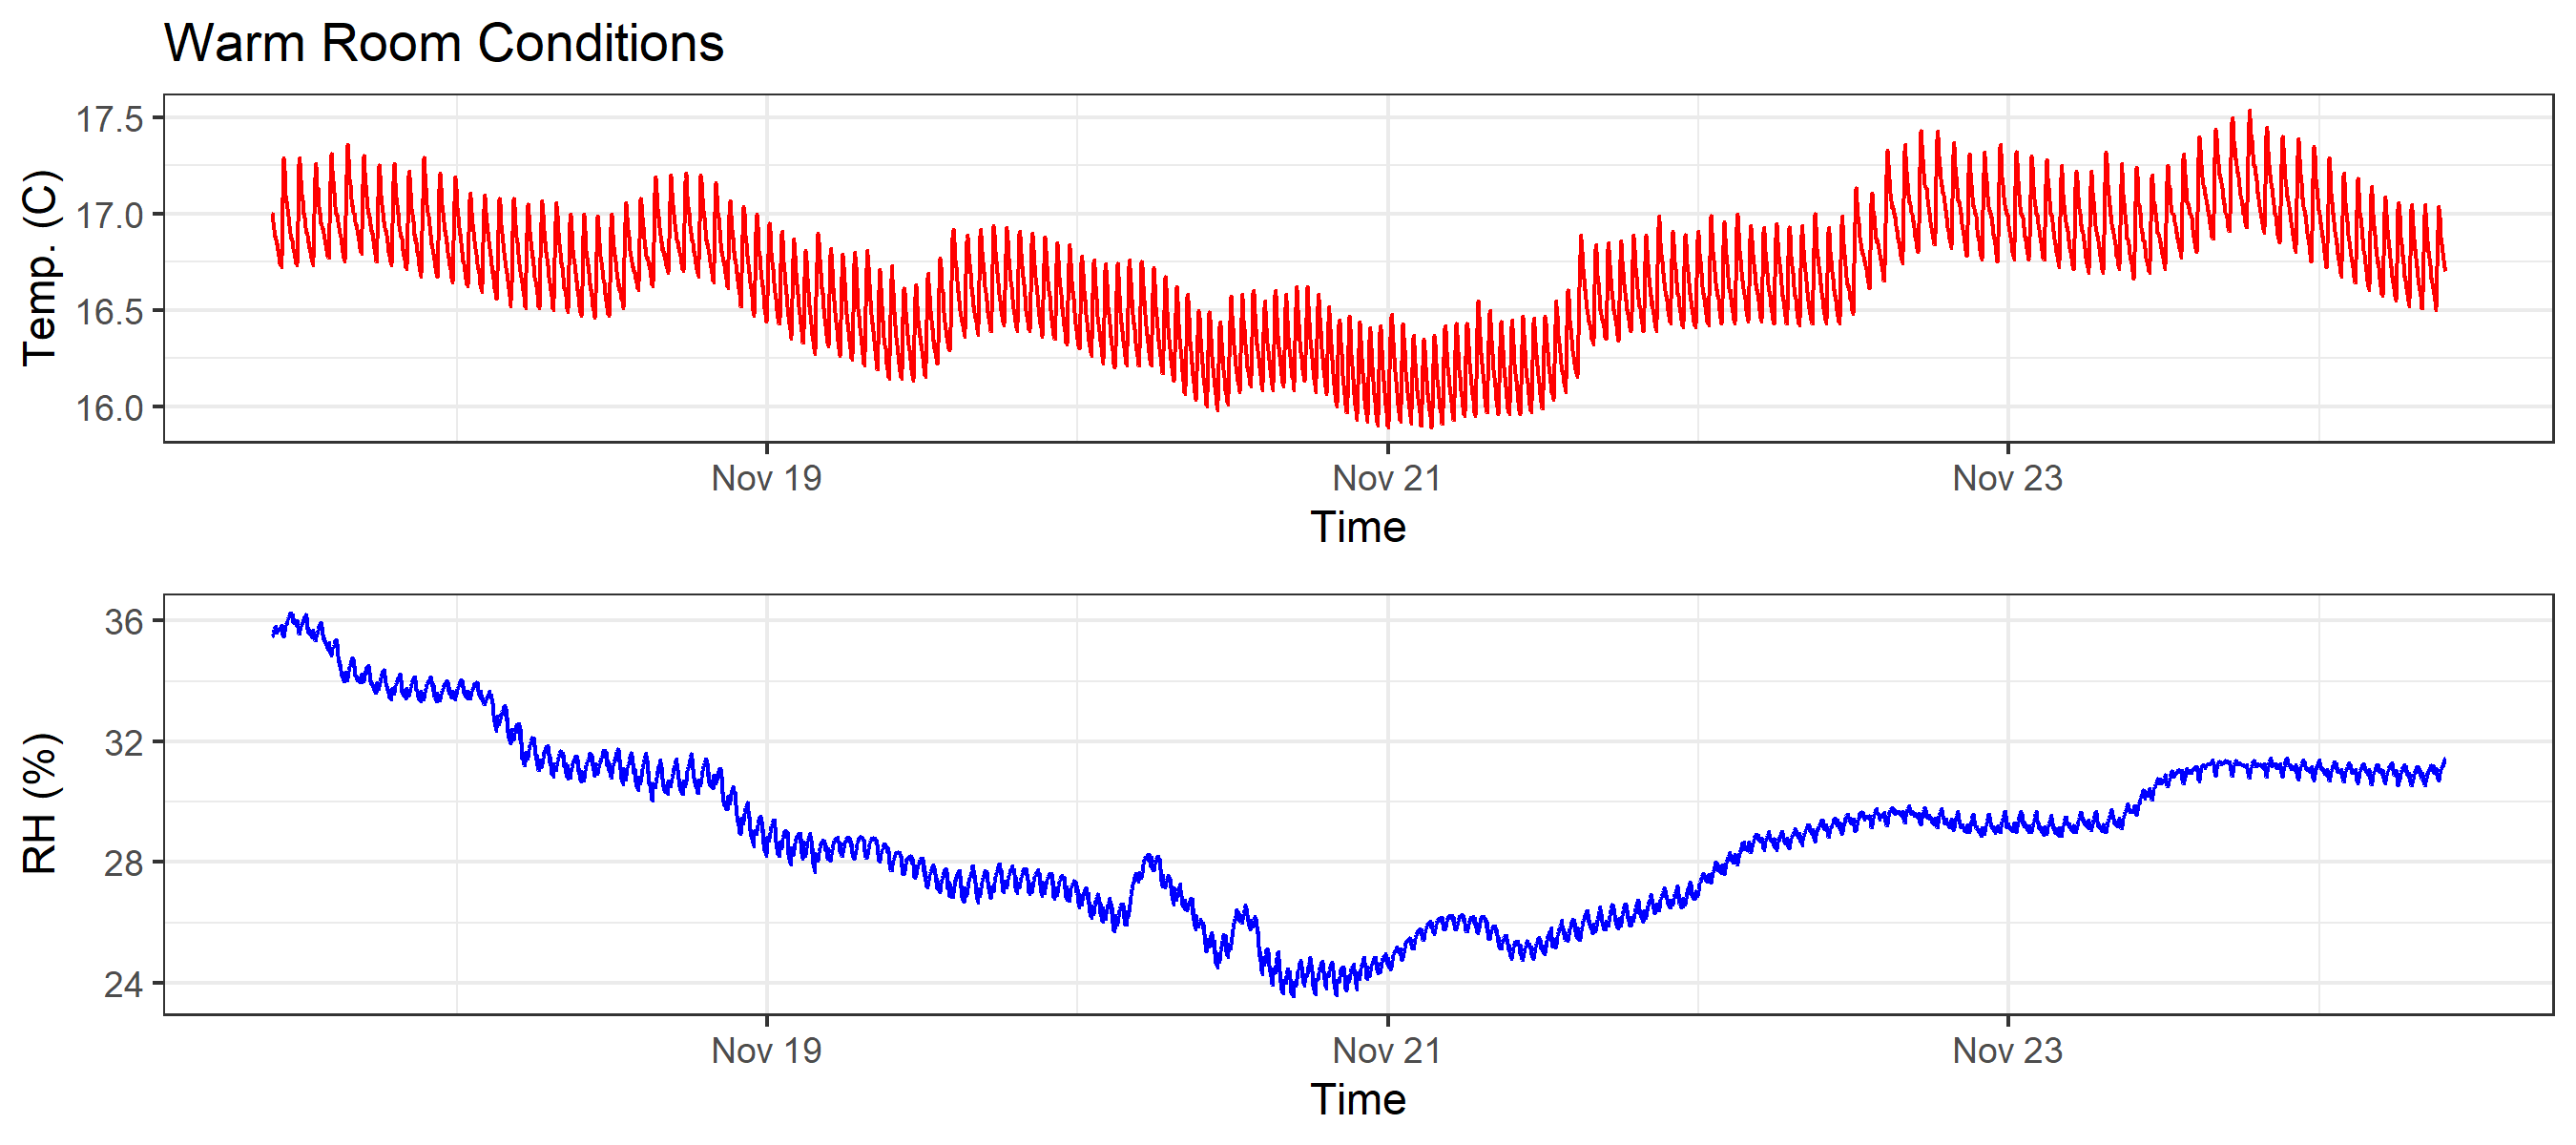 Warm Room Conditions
17.5
17.0
16.5
16.0
Temp. (C)
Nov 19 Nov 21 Nov 23
Time
36
32
28
24
RH (%)
Nov 19 Nov 21 Nov 23
Time